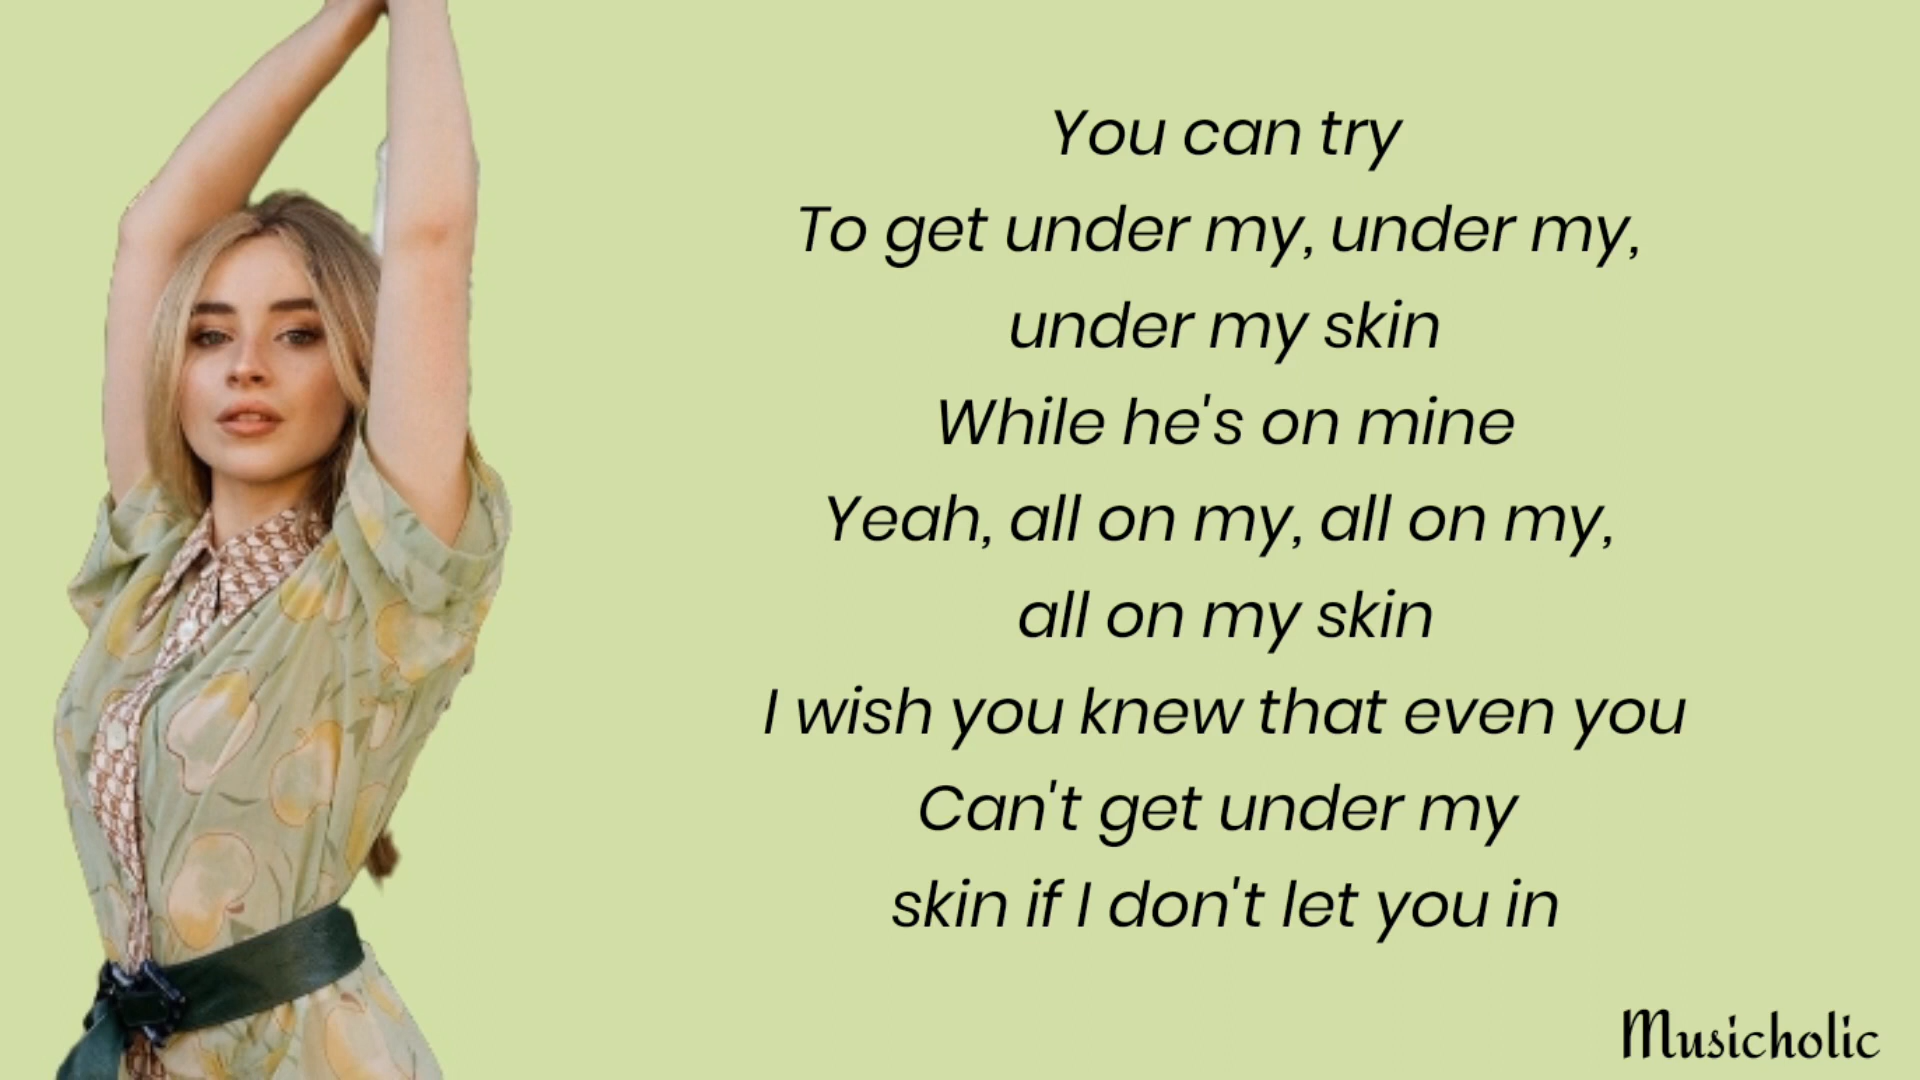 You can try
To get under my, under my,
under my skin
While he's on mine
Yeah, all on my, all on my,
all on my skin
I wish you knew that even you
Can't get under my
skin if I don't let you in
Musicholic